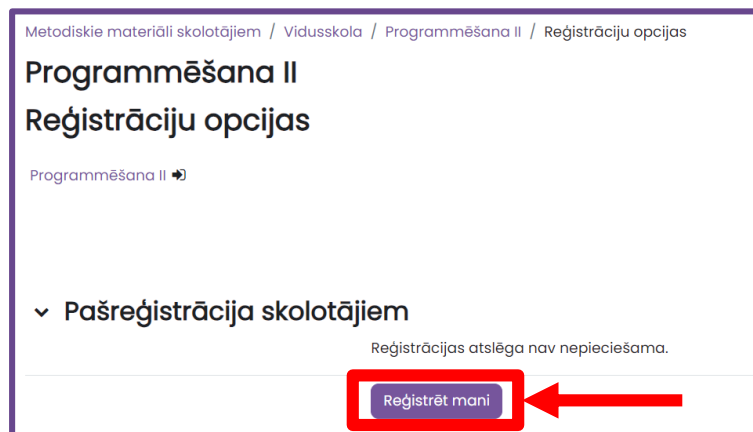 Metodiskie materiāli skolotājiem / Vidusskola / Programmēšana II / Reģistrāciju opcijas
Programmēšana II
Reģistrāciju opcijas
Programmēšana II
Pašreģistrācija skolotājiem
Reģistrācijas atslēga nav nepieciešama.
Reģistrēt mani